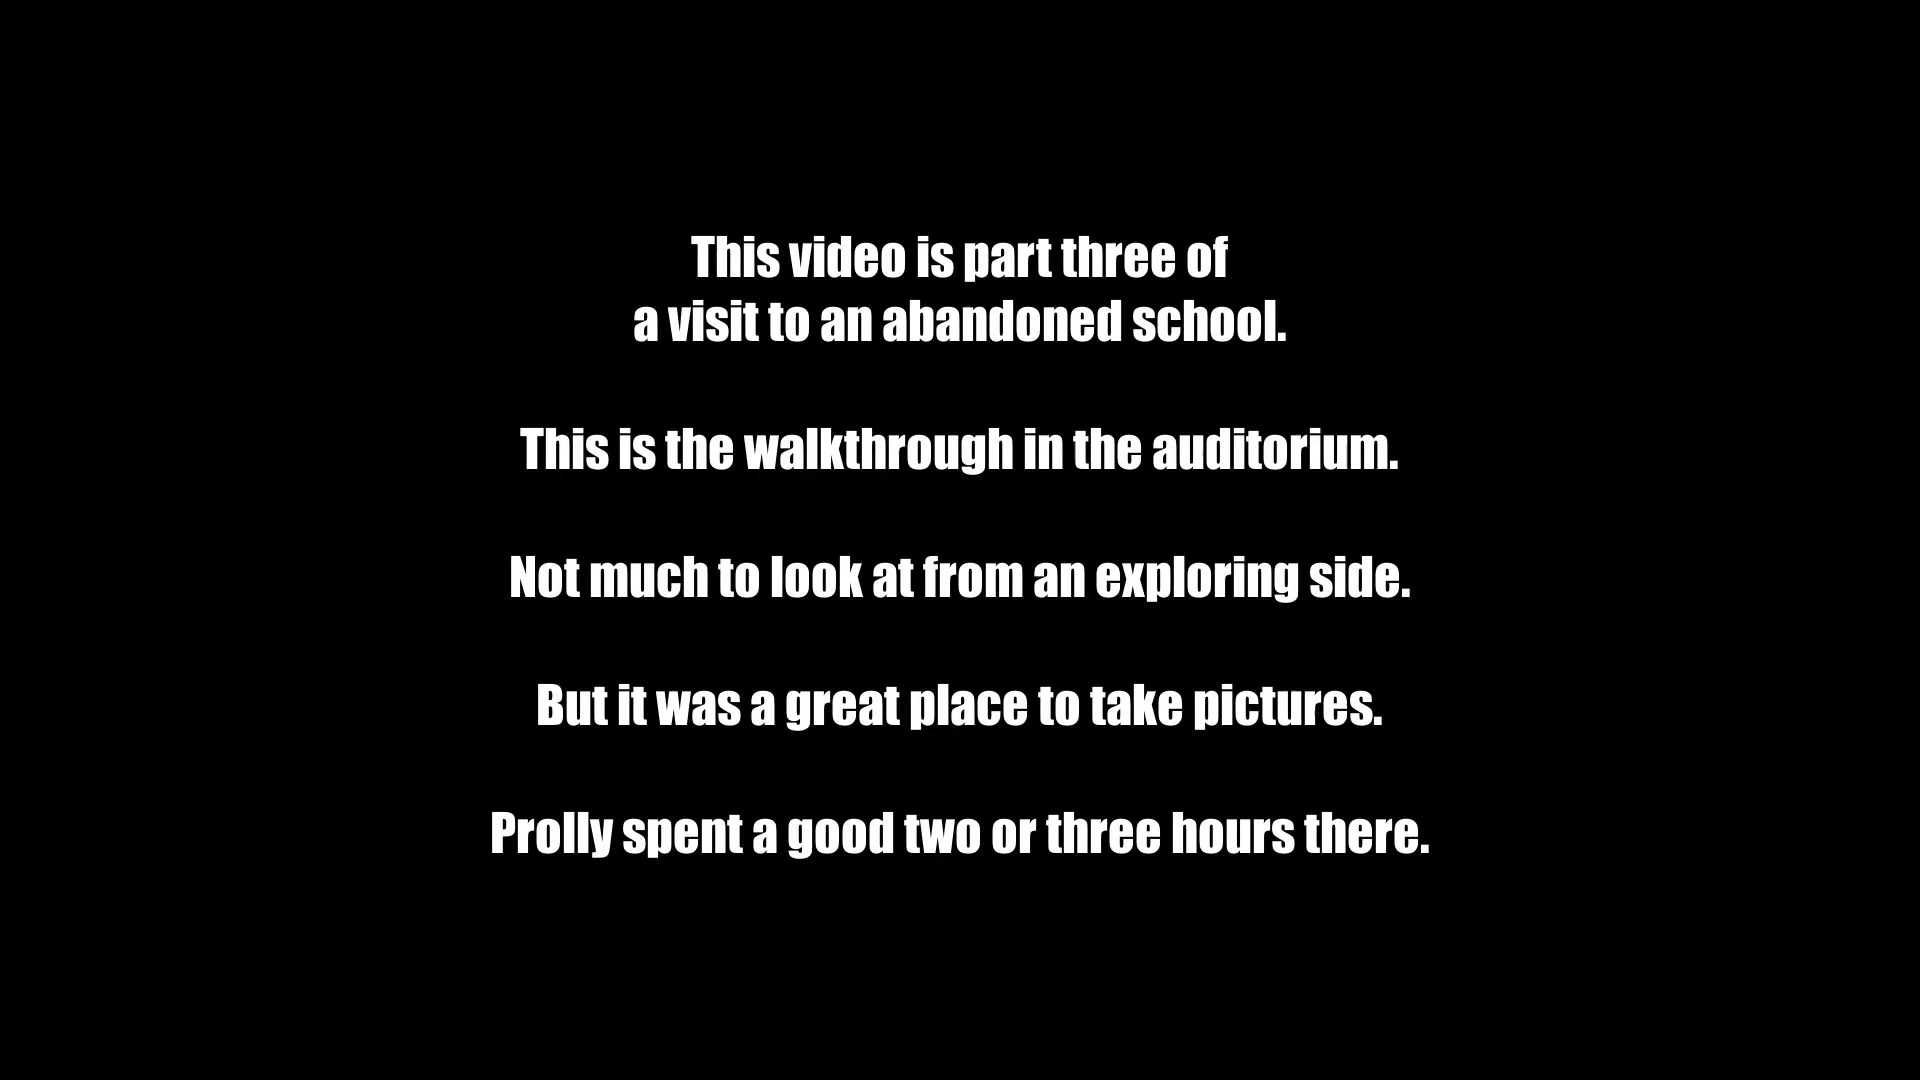 This video is part three of
a visit to an abandoned school.
This is the walkthrough in the auditorium.
Not much to look at from an exploring side.
But it was a great place to take pictures.
Prolly spent a good two or three hours there.